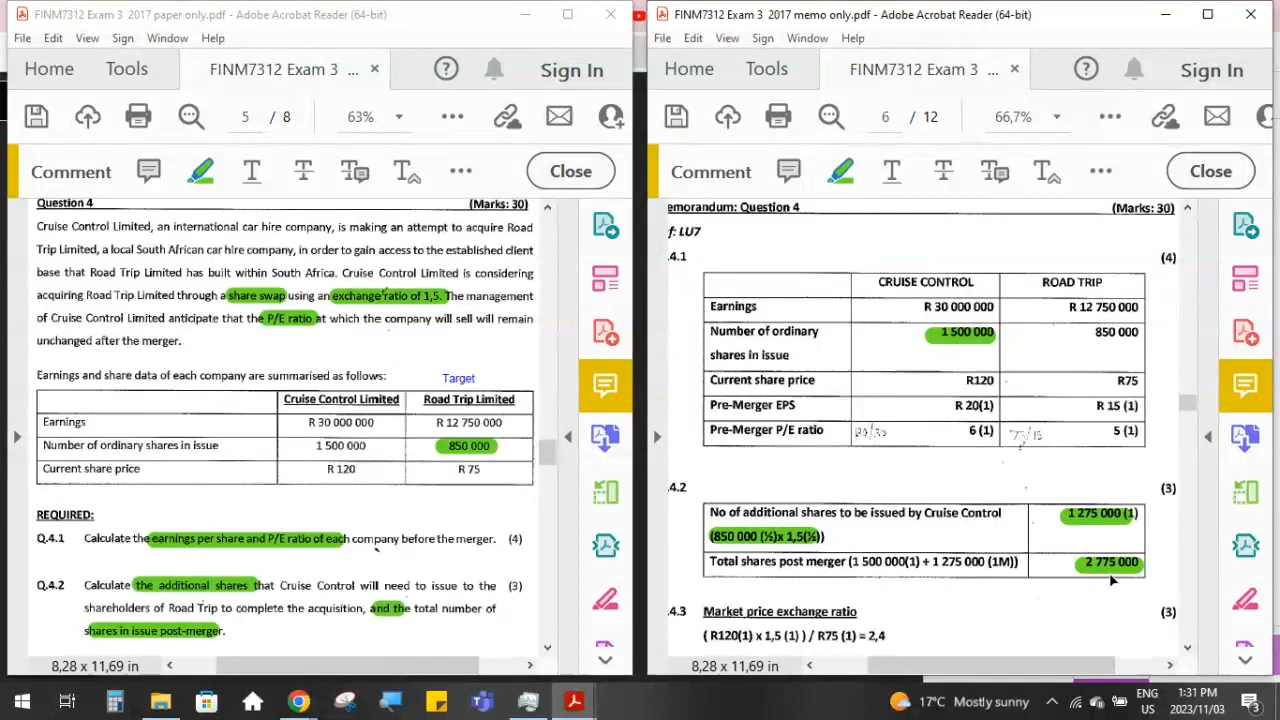 FINM7312 Exam 3 2017 paper only.pdf - Adobe Acrobat Reader (64-bit)
File Edit View Sign Window Help
Home Tools FINM7312 Exam 3 ... × ? Sign In
5 / 8 63%
Comment Close
Question 4 (Marks: 30)
Cruise Control Limited, an international car hire company, is making an attempt to acquire Road
Trip Limited, a local South African car hire company, in order to gain access to the established client
base that Road Trip Limited has built within South Africa. Cruise Control Limited is considering
acquiring Road Trip Limited through a share swap using an exchange ratio of 1,5. The management
of Cruise Control Limited anticipate that the P/E ratio at which the company will sell will remain
unchanged after the merger.
Earnings and share data of each company are summarised as follows: Target
Cruise Control Limited Road Trip Limited
Earnings R 30 000 000 R 12 750 000
Number of ordinary shares in issue 1 500 000 850 000
Current share price R 120 R 75
REQUIRED:
Q.4.1 Calculate the earnings per share and P/E ratio of each company before the merger. (4)
Q.4.2 Calculate the additional shares that Cruise Control will need to issue to the (3)
shareholders of Road Trip to complete the acquisition, and the total number of
shares in issue post-merger.
8,28 x 11,69 in
FINM7312 Exam 3 2017 memo only.pdf - Adobe Acrobat Reader (64-bit)
File Edit View Sign Window Help
Home Tools FINM7312 Exam 3 ... × ? Sign In
6 / 12 66,7%
Comment Close
emorandum: Question 4 (Marks: 30)
f: LU7
.4.1 (4)
CRUISE CONTROL ROAD TRIP
Earnings R 30 000 000 R 12 750 000
Number of ordinary 1 500 000 850 000
shares in issue
Current share price R120 R75
Pre-Merger EPS R 20(1) R 15 (1)
Pre-Merger P/E ratio 6 (1) 5 (1)
.4.2 (3)
No of additional shares to be issued by Cruise Control 1 275 000 (1)
(850 000 (½)x 1,5(½))
Total shares post merger (1 500 000(1) + 1 275 000 (1M)) 2 775 000
.4.3 Market price exchange ratio (3)
( R120(1) x 1,5 (1) ) / R75 (1) = 2,4
8,28 x 11,69 in
17°C Mostly sunny ENG US 1:31 PM 2023/11/03 3